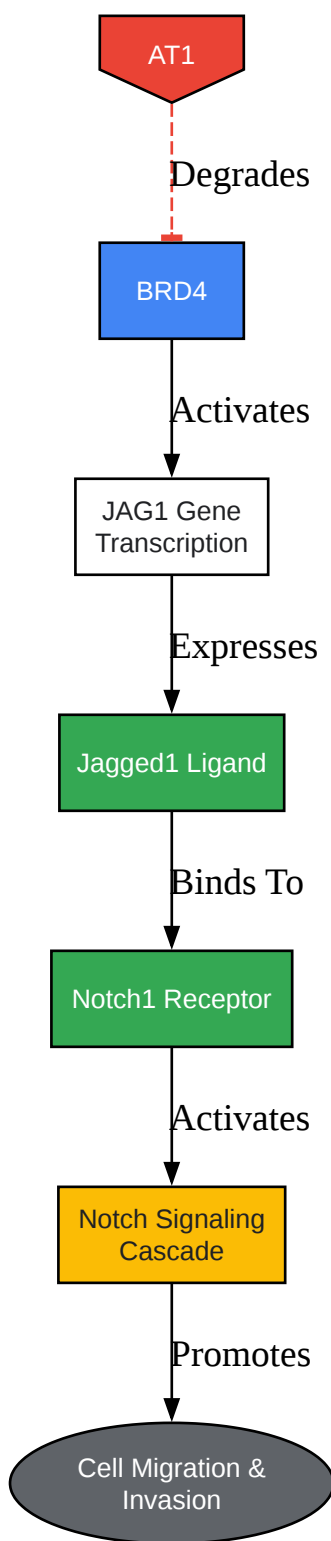 AT1
Degrades
BRD4
Activates
JAG1 Gene
Transcription
Expresses
Jagged1 Ligand
Binds To
Notch1 Receptor
Activates
Notch Signaling
Cascade
Promotes
Cell Migration &
Invasion